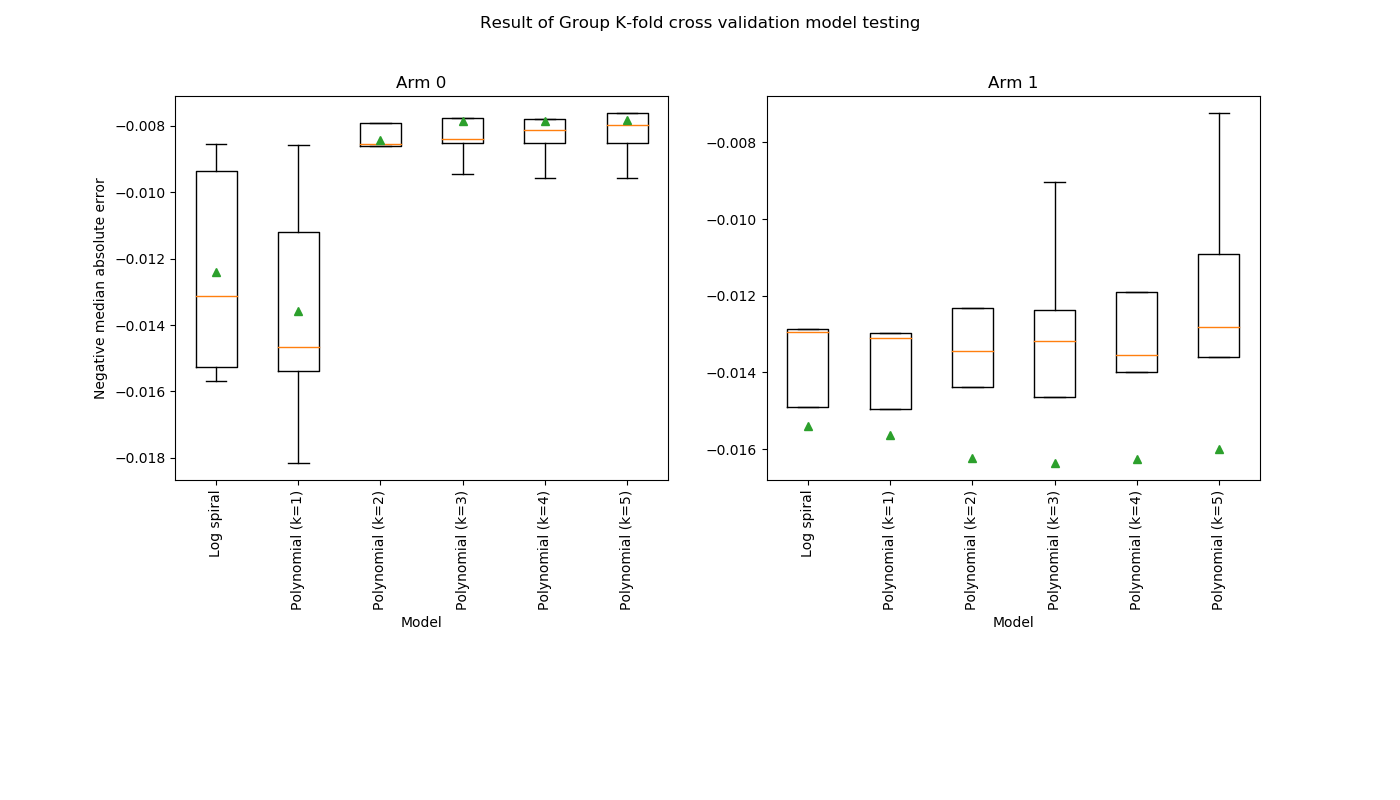 Result of Group K-fold cross validation model testing
Arm 0
Negative median absolute error
−0.008
−0.010
−0.012
−0.014
−0.016
−0.018
Log spiral
Polynomial (k=1)
Polynomial (k=2)
Polynomial (k=3)
Polynomial (k=4)
Polynomial (k=5)
Model
Arm 1
−0.008
−0.010
−0.012
−0.014
−0.016
Log spiral
Polynomial (k=1)
Polynomial (k=2)
Polynomial (k=3)
Polynomial (k=4)
Polynomial (k=5)
Model